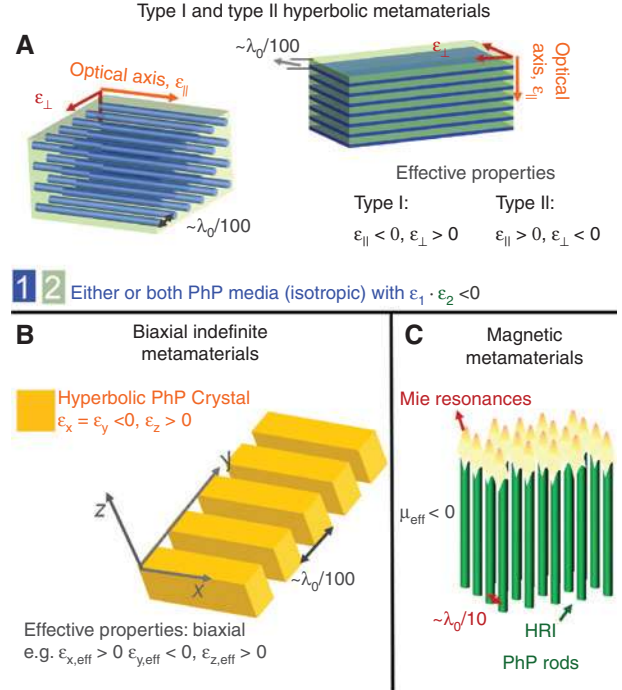 Type I and type II hyperbolic metamaterials
A
Optical axis, ε||
ε⊥
~λ0/100
~λ0/100
ε⊥
Optical
axis, ε||
Effective properties
Type I:
ε|| < 0, ε⊥ > 0
Type II:
ε|| > 0, ε⊥ < 0
1 2 Either or both PhP media (isotropic) with ε1 · ε2 <0
B
Biaxial indefinite
metamaterials
Hyperbolic PhP Crystal
εx = εy <0, εz > 0
z
y
x
~λ0/100
Effective properties: biaxial
e.g. εx,eff > 0 εy,eff < 0, εz,eff > 0
C
Magnetic
metamaterials
Mie resonances
μeff < 0
~λ0/10
HRI
PhP rods